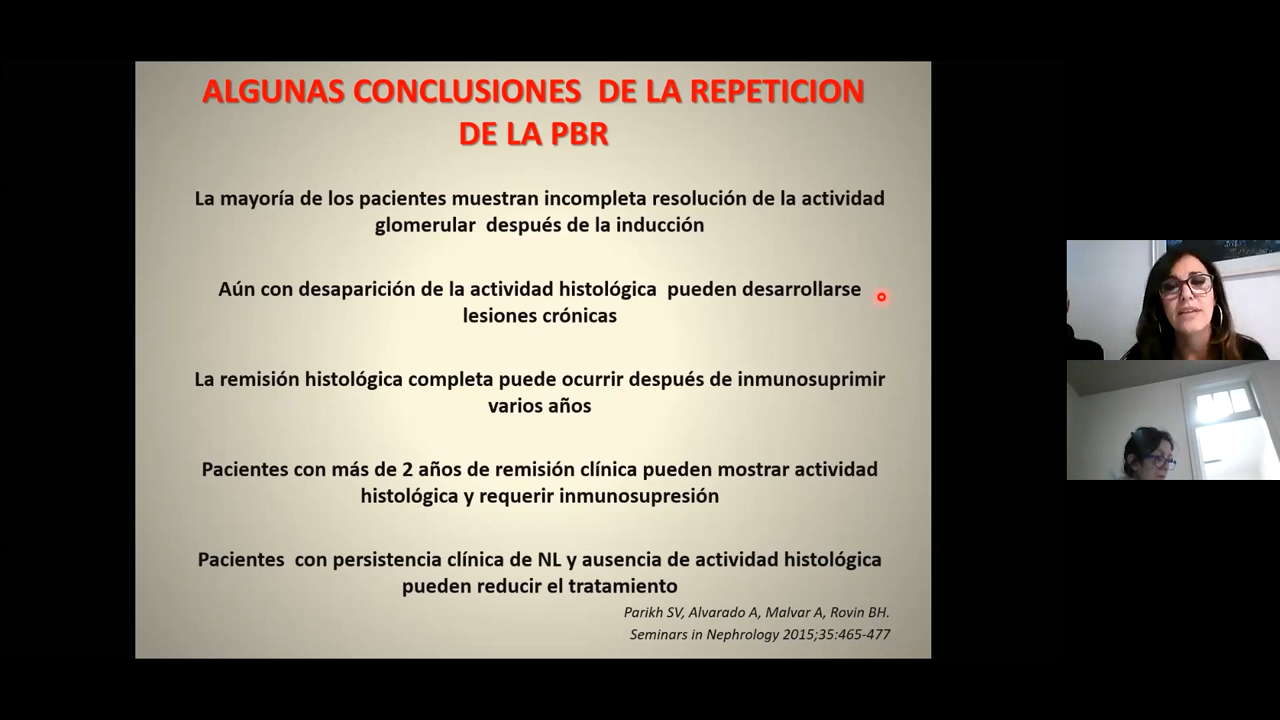 ALGUNAS CONCLUSIONES DE LA REPETICION
DE LA PBR
La mayoría de los pacientes muestran incompleta resolución de la actividad
glomerular después de la inducción
Aún con desaparición de la actividad histológica pueden desarrollarse
lesiones crónicas
La remisión histológica completa puede ocurrir después de inmunosuprimir
varios años
Pacientes con más de 2 años de remisión clínica pueden mostrar actividad
histológica y requerir inmunosupresión
Pacientes con persistencia clínica de NL y ausencia de actividad histológica
pueden reducir el tratamiento
Parikh SV, Alvarado A, Malvar A, Rovin BH.
Seminars in Nephrology 2015;35:465-477